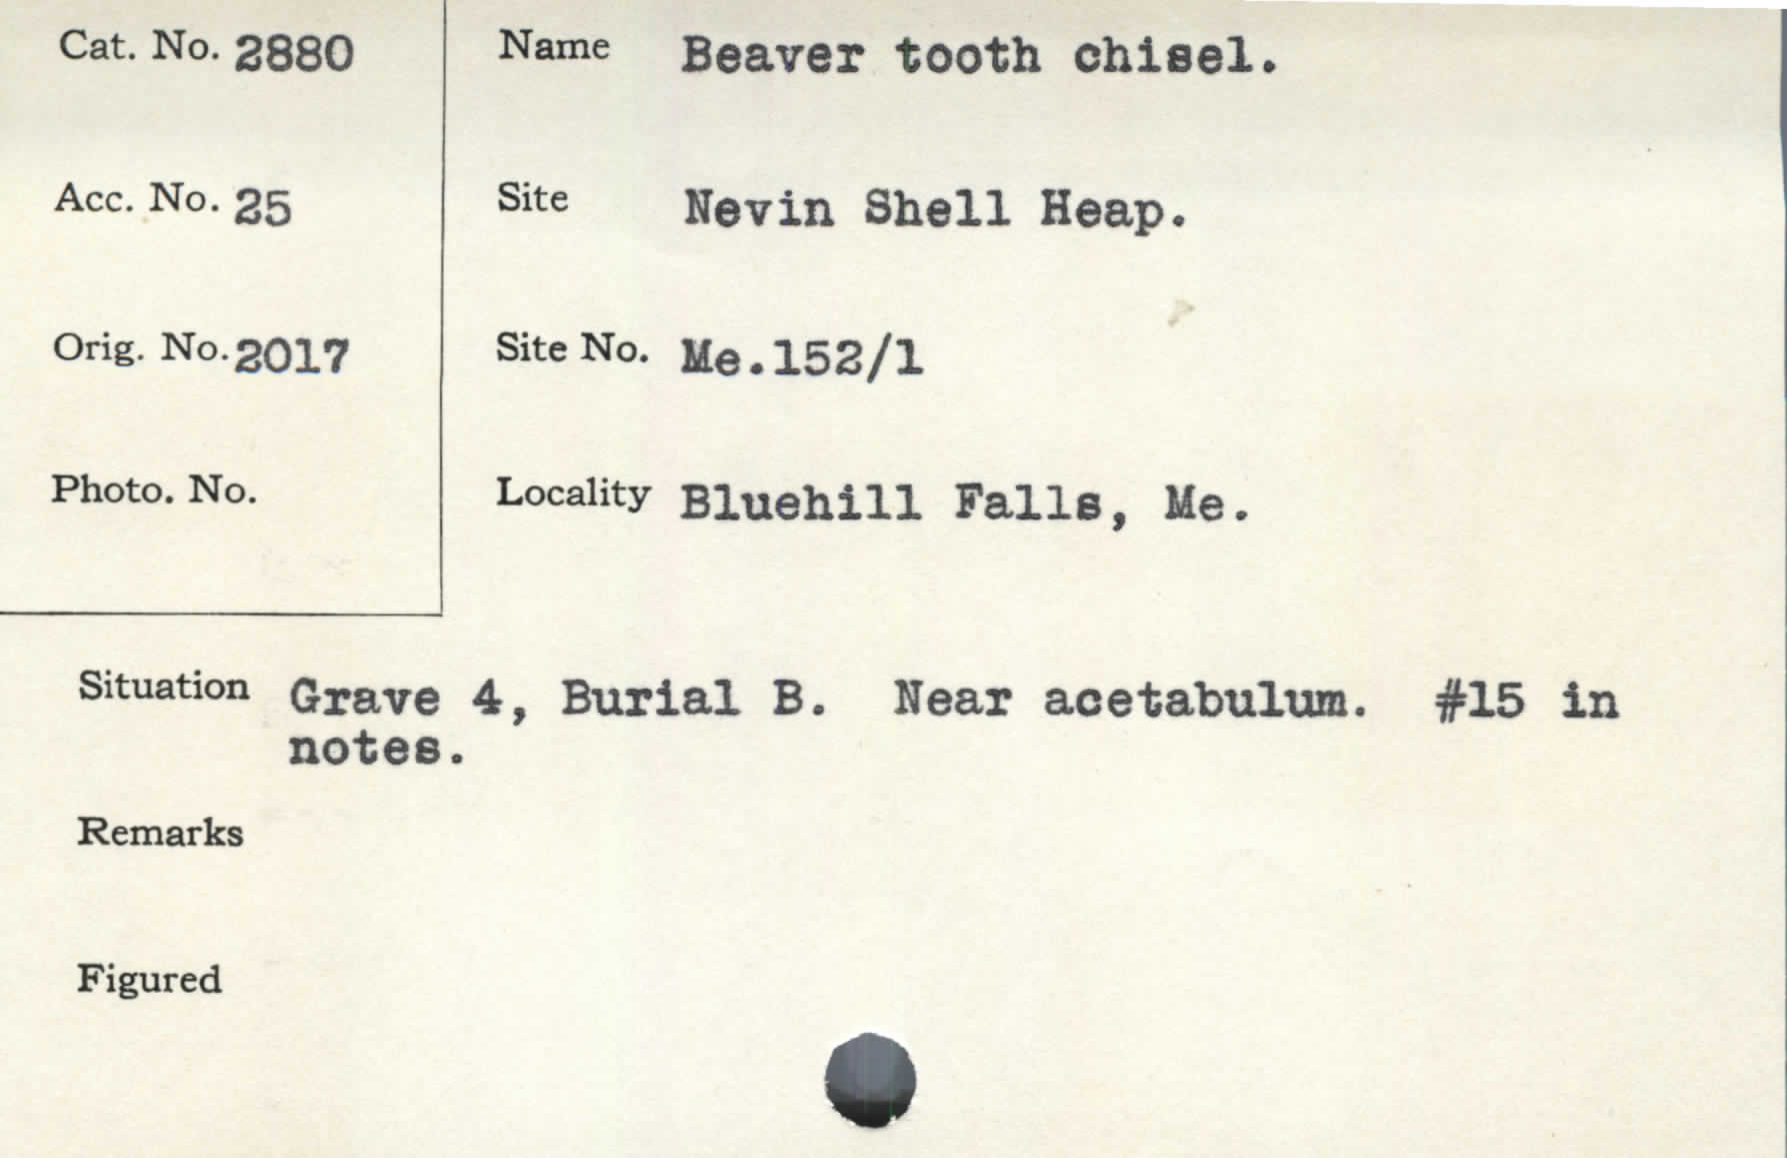 Cat. No. 2880
Name Beaver tooth chisel.
Acc. No. 25
Site Nevin Shell Heap.
Orig. No. 2017
Site No. Me.152/1
Photo. No.
Locality Bluehill Falls, Me.
Situation Grave 4, Burial B. Near acetabulum. #15 in
notes.
Remarks
Figured